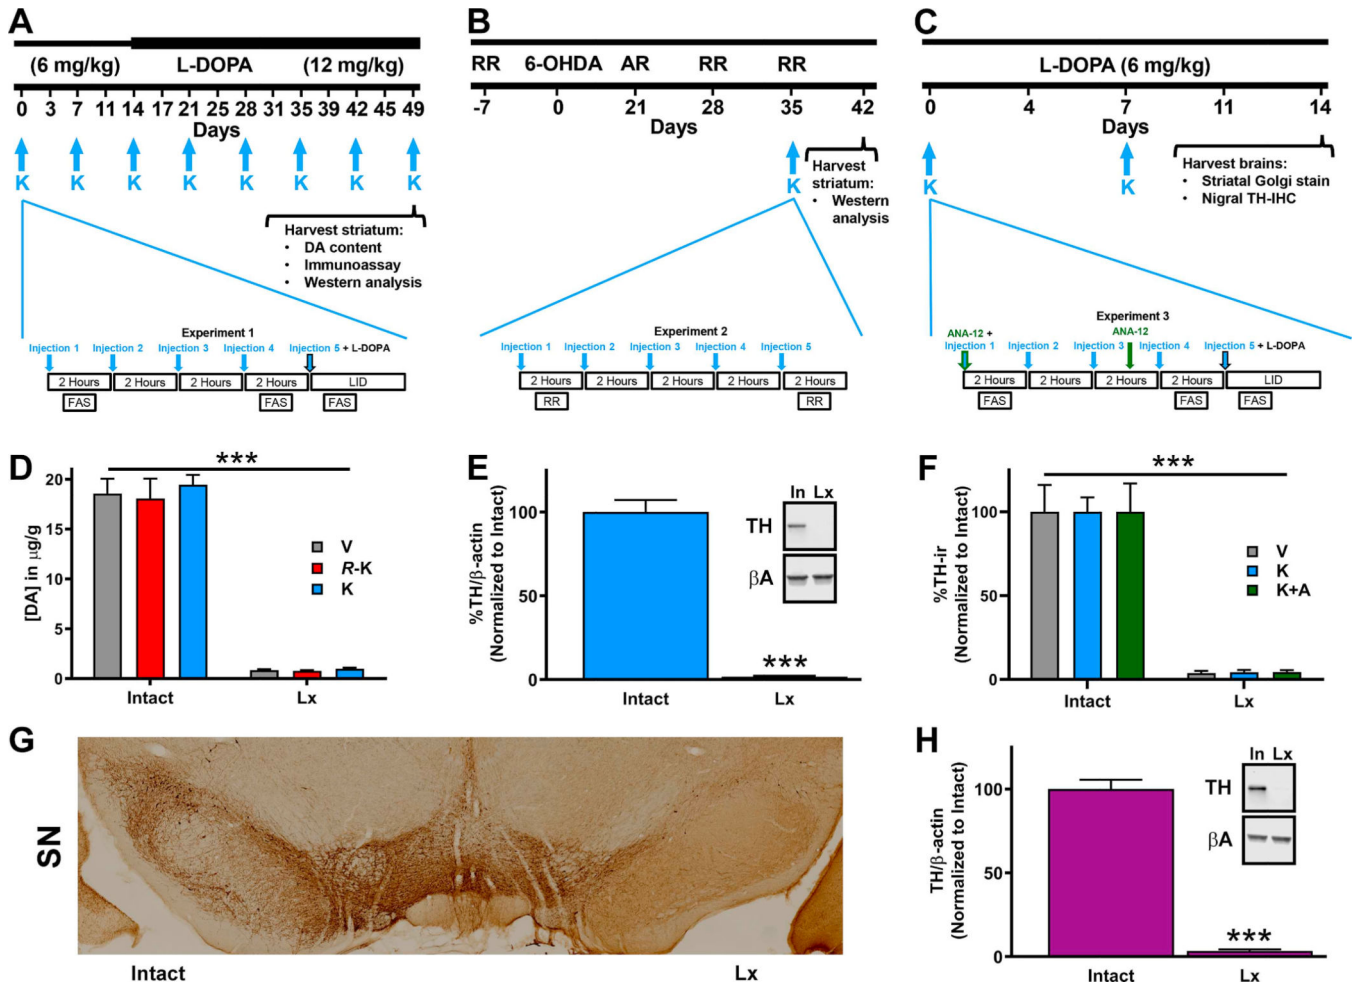 A
(6 mg/kg) L-DOPA (12 mg/kg)
0 3 7 11 14 17 21 25 28 31 35 39 42 45 49
Days
K K K K K K K K
Harvest striatum:
• DA content
• Immunoassay
• Western analysis
Experiment 1
Injection 1 Injection 2 Injection 3 Injection 4 Injection 5 + L-DOPA
2 Hours 2 Hours 2 Hours 2 Hours LID
FAS FAS FAS
B
RR 6-OHDA AR RR RR
-7 0 21 28 35 42
Days
K
Harvest
striatum:
• Western
analysis
Experiment 2
Injection 1 Injection 2 Injection 3 Injection 4 Injection 5
2 Hours 2 Hours 2 Hours 2 Hours 2 Hours
RR RR
C
L-DOPA (6 mg/kg)
0 4 7 11 14
Days
K K
Harvest brains:
• Striatal Golgi stain
• Nigral TH-IHC
Experiment 3
ANA-12 + ANA-12
Injection 1 Injection 2 Injection 3 Injection 4 Injection 5 + L-DOPA
2 Hours 2 Hours 2 Hours 2 Hours LID
FAS FAS FAS
D
***
[DA] in µg/g
20
15
10
5
0
V
R-K
K
Intact Lx
E
%TH/β-actin
(Normalized to Intact)
100
50
0
In Lx
TH
βA
***
Intact Lx
F
***
%TH-ir
(Normalized to Intact)
100
50
0
V
K
K+A
Intact Lx
G
SN
Intact Lx
H
TH/β-actin
(Normalized to Intact)
100
50
0
In Lx
TH
βA
***
Intact Lx